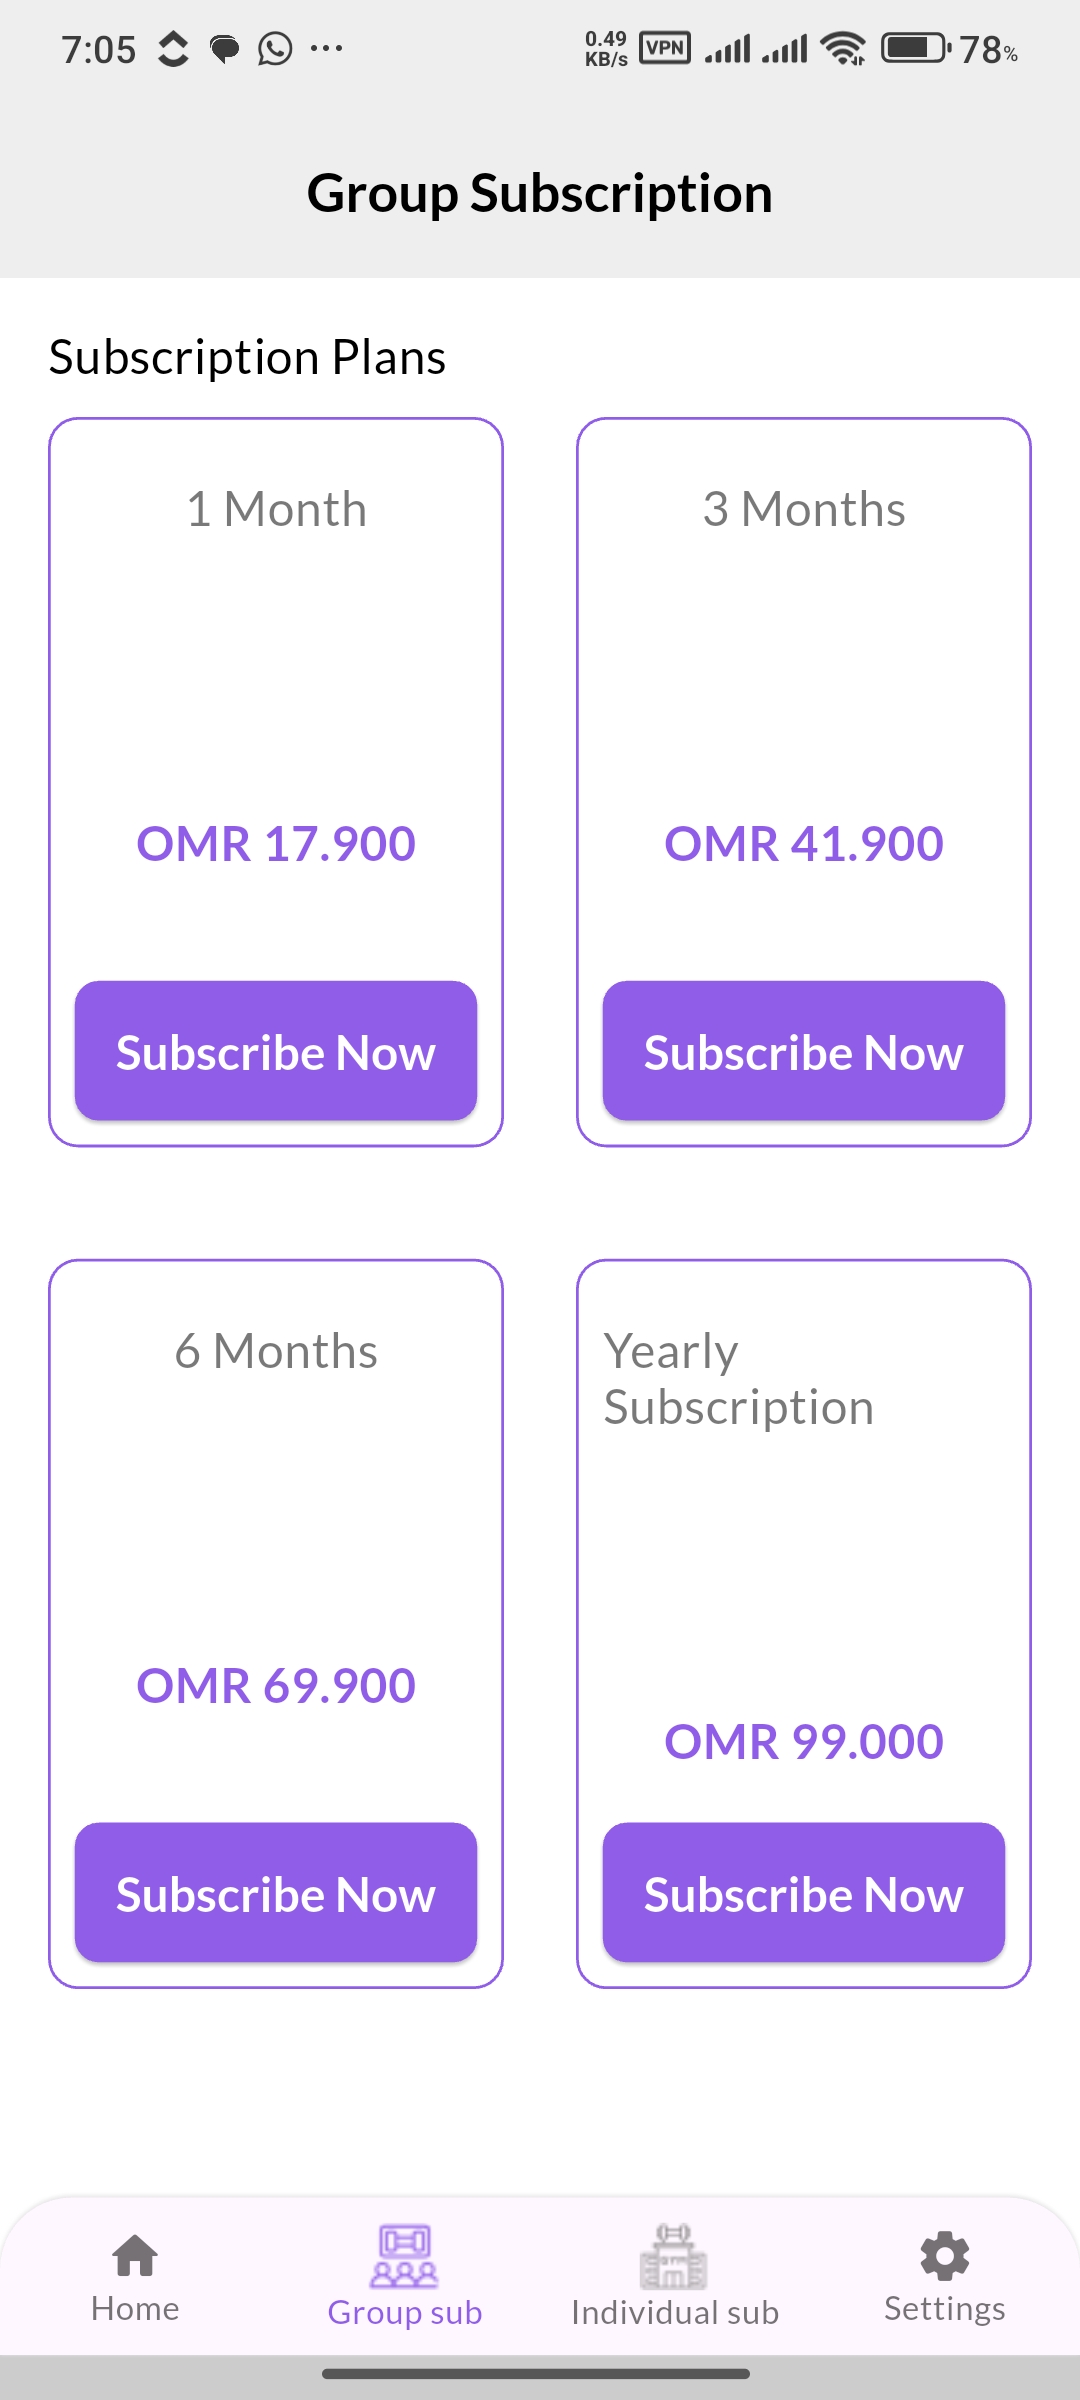 7:05
0.49
KB/s
VPN
78%
Group Subscription
Subscription Plans
1 Month
3 Months
OMR 17.900
OMR 41.900
Subscribe Now
Subscribe Now
6 Months
Yearly
Subscription
OMR 69.900
OMR 99.000
Subscribe Now
Subscribe Now
Home
Group sub
Individual sub
Settings